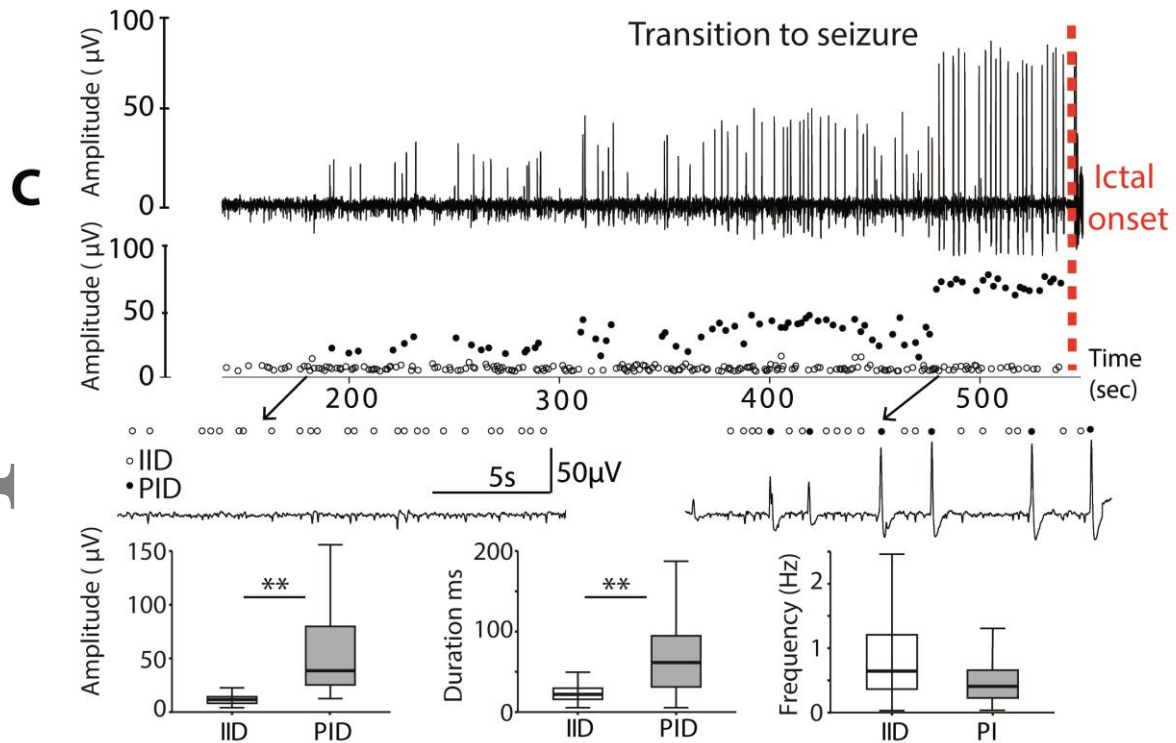 C
Transition to seizure
Amplitude ( µV)
100
50
0
Ictal
onset
Amplitude ( µV)
100
50
0
Time
(sec)
200 300 400 500
IID
PID
5s
50µV
Amplitude ( µV)
150
100
50
0
**
IID PID
Duration ms
200
100
0
**
IID PID
Frequency (Hz)
2
1
0
IID PI